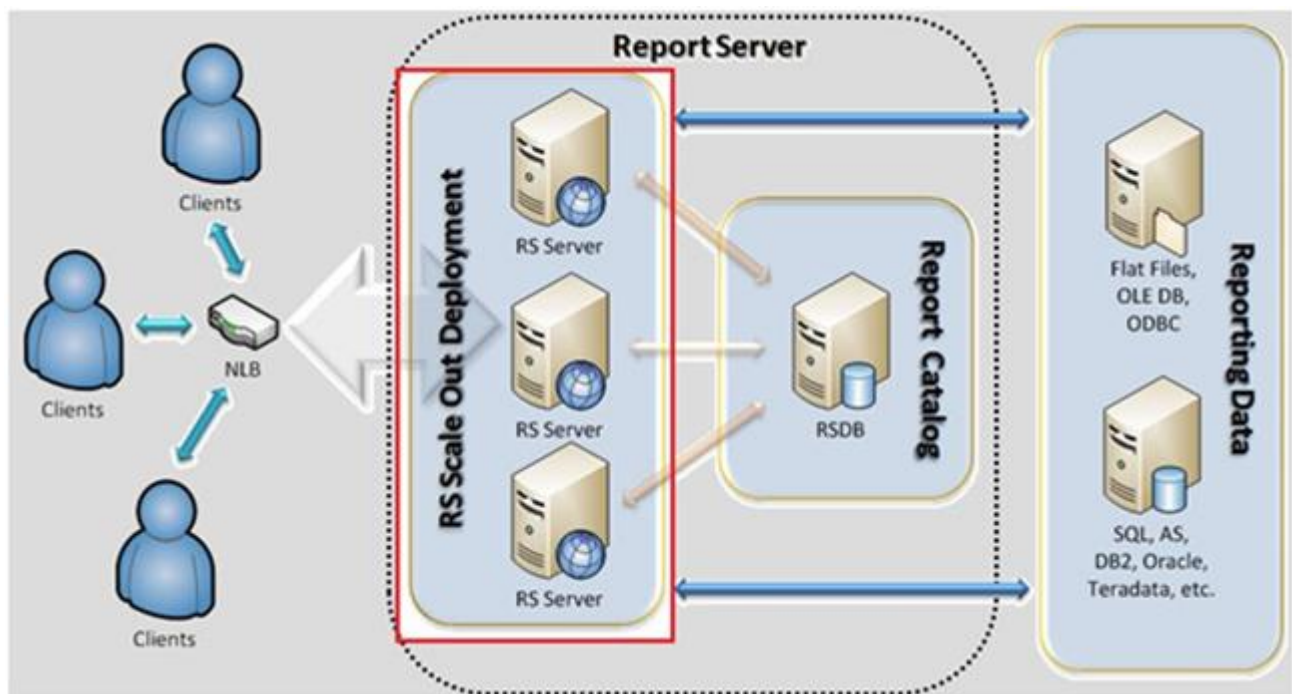 Report Server
Clients
Clients
Clients
NLB
RS Scale Out Deployment
RS Server
RS Server
RS Server
RSDB
Report Catalog
Flat Files,
OLE DB,
ODBC
SQL, AS,
DB2, Oracle,
Teradata, etc.
Reporting Data